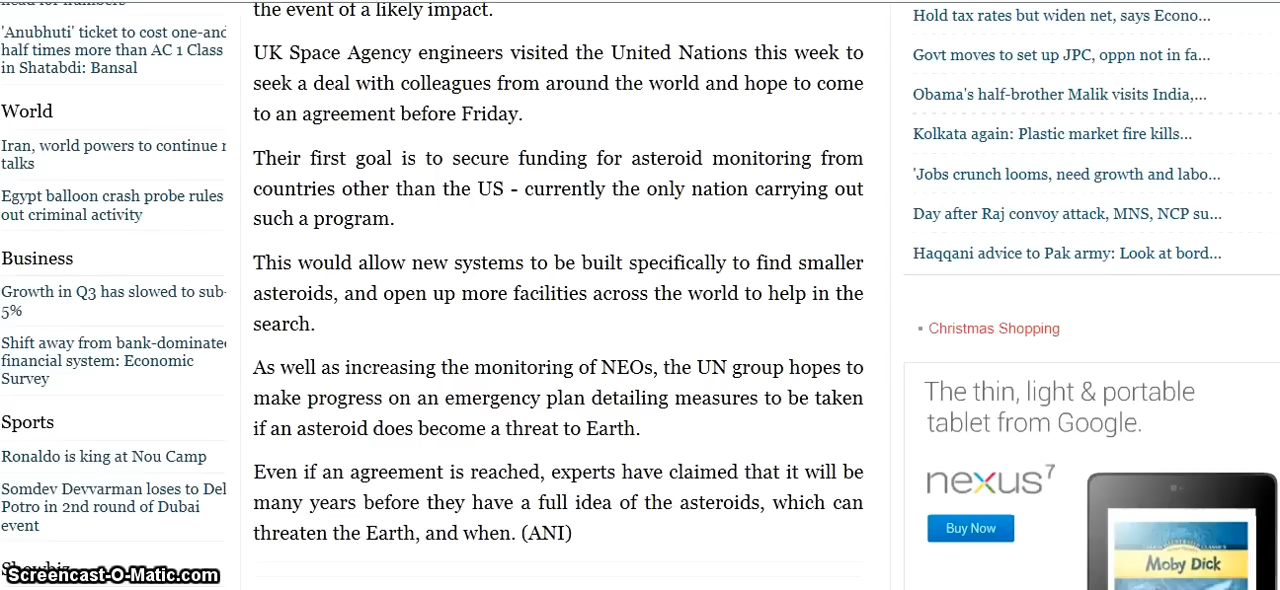 'Anubhuti' ticket to cost one-and
half times more than AC 1 Class
in Shatabdi: Bansal
World
Iran, world powers to continue
talks
Egypt balloon crash probe rules
out criminal activity
Business
Growth in Q3 has slowed to sub-
5%
Shift away from bank-dominate
financial system: Economic
Survey
Sports
Ronaldo is king at Nou Camp
Somdev Devvarman loses to Del
Potro in 2nd round of Dubai
event
Screencast-O-Matic.com
the event of a likely impact.
UK Space Agency engineers visited the United Nations this week to
seek a deal with colleagues from around the world and hope to come
to an agreement before Friday.
Their first goal is to secure funding for asteroid monitoring from
countries other than the US - currently the only nation carrying out
such a program.
This would allow new systems to be built specifically to find smaller
asteroids, and open up more facilities across the world to help in the
search.
As well as increasing the monitoring of NEOs, the UN group hopes to
make progress on an emergency plan detailing measures to be taken
if an asteroid does become a threat to Earth.
Even if an agreement is reached, experts have claimed that it will be
many years before they have a full idea of the asteroids, which can
threaten the Earth, and when. (ANI)
Hold tax rates but widen net, says Econo...
Govt moves to set up JPC, oppn not in fa...
Obama's half-brother Malik visits India,...
Kolkata again: Plastic market fire kills...
'Jobs crunch looms, need growth and labo...
Day after Raj convoy attack, MNS, NCP su...
Haqqani advice to Pak army: Look at bord...
• Christmas Shopping
The thin, light & portable
tablet from Google.
nexus 7
Buy Now
Moby Dick